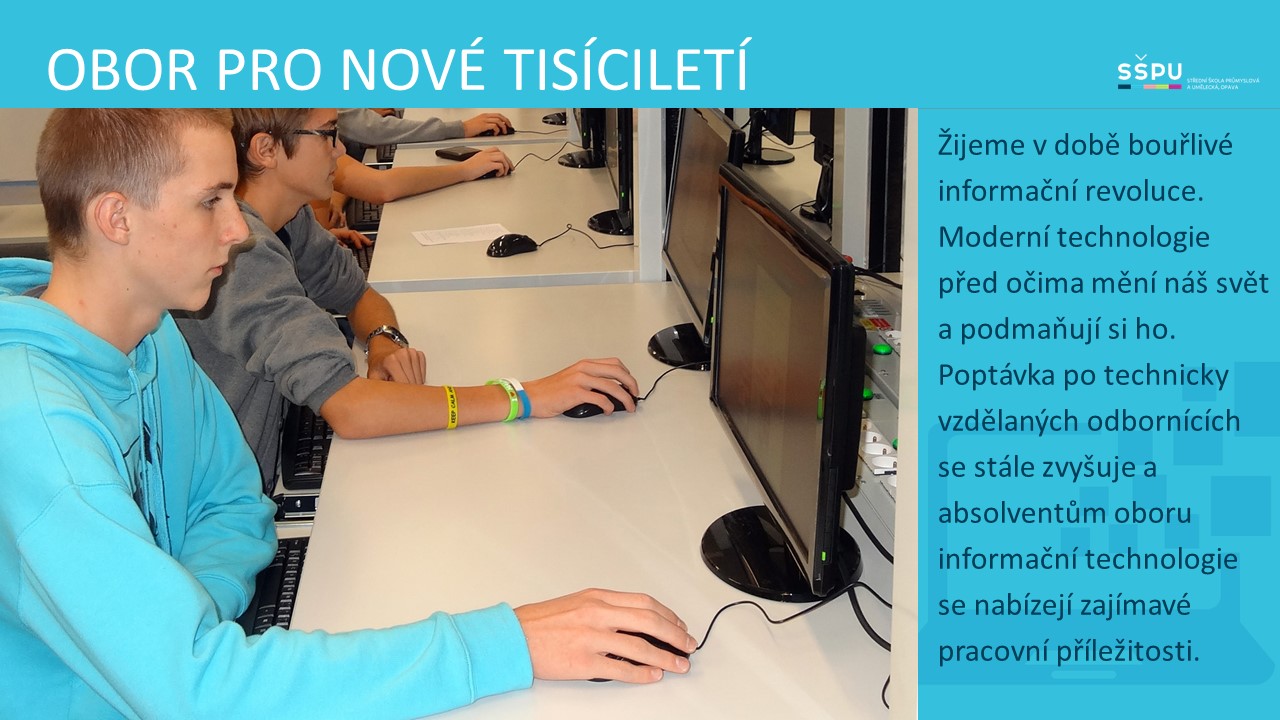 OBOR PRO NOVÉ TISÍCILETÍ
SŠPU
STŘEDNÍ ŠKOLA PRŮMYSLOVÁ
A UMĚLECKÁ, OPAVA
Žijeme v době bouřlivé
informační revoluce.
Moderní technologie
před očima mění náš svět
a podmaňují si ho.
Poptávka po technicky
vzdělaných odbornících
se stále zvyšuje a
absolventům oboru
informační technologie
se nabízejí zajímavé
pracovní příležitosti.
KEEP CALM